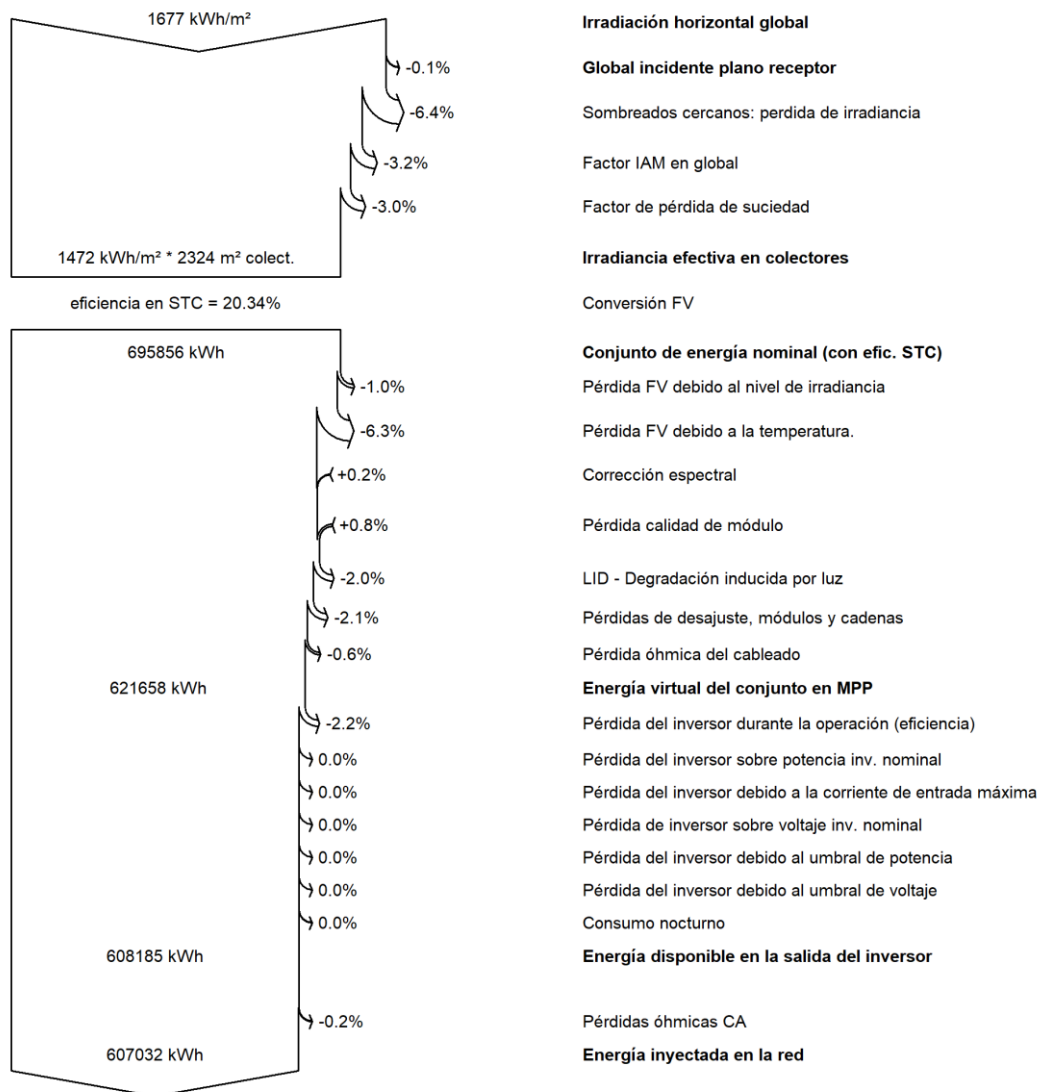 1677 kWh/m² Irradiación horizontal global
-0.1% Global incidente plano receptor
-6.4% Sombreados cercanos: perdida de irradiancia
-3.2% Factor IAM en global
-3.0% Factor de pérdida de suciedad
1472 kWh/m² * 2324 m² colect. Irradiancia efectiva en colectores
eficiencia en STC = 20.34% Conversión FV
695856 kWh Conjunto de energía nominal (con efic. STC)
-1.0% Pérdida FV debido al nivel de irradiancia
-6.3% Pérdida FV debido a la temperatura.
+0.2% Corrección espectral
+0.8% Pérdida calidad de módulo
-2.0% LID - Degradación inducida por luz
-2.1% Pérdidas de desajuste, módulos y cadenas
-0.6% Pérdida óhmica del cableado
621658 kWh Energía virtual del conjunto en MPP
-2.2% Pérdida del inversor durante la operación (eficiencia)
0.0% Pérdida del inversor sobre potencia inv. nominal
0.0% Pérdida del inversor debido a la corriente de entrada máxima
0.0% Pérdida de inversor sobre voltaje inv. nominal
0.0% Pérdida del inversor debido al umbral de potencia
0.0% Pérdida del inversor debido al umbral de voltaje
0.0% Consumo nocturno
608185 kWh Energía disponible en la salida del inversor
-0.2% Pérdidas óhmicas CA
607032 kWh Energía inyectada en la red